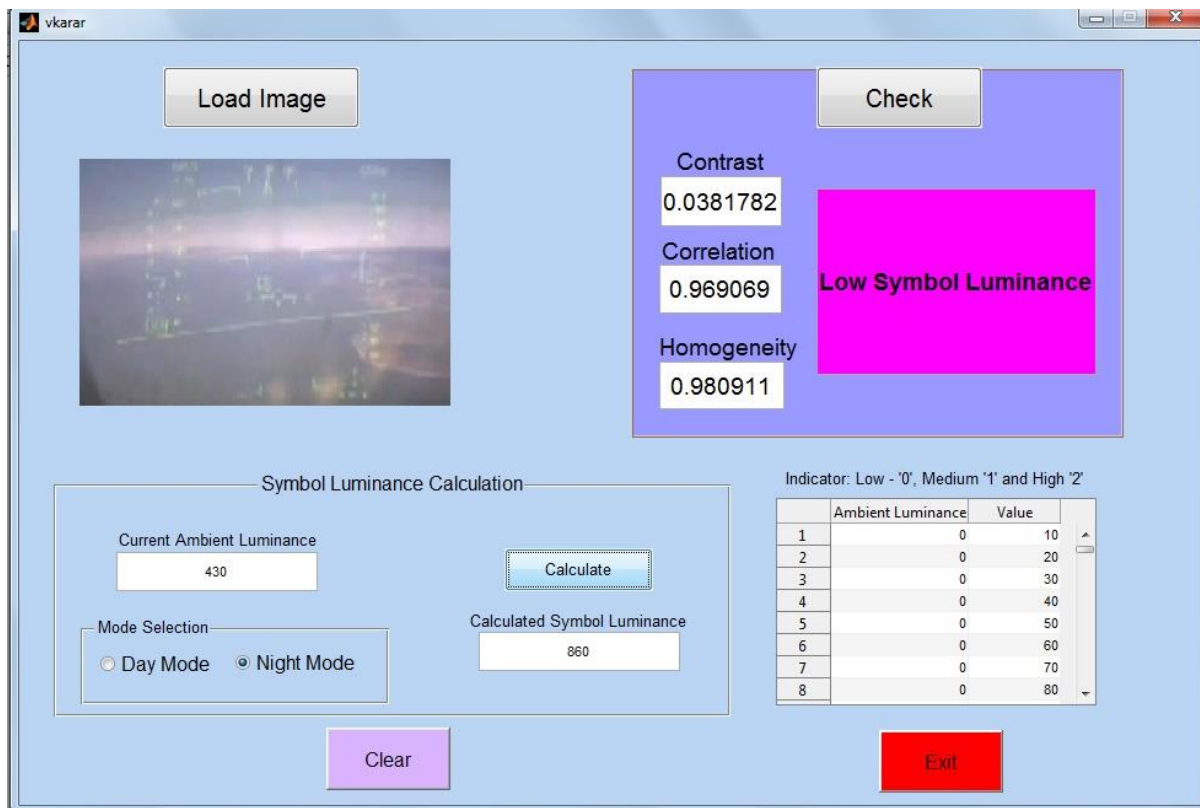 vkarar
Load Image
Check
Contrast
0.0381782
Correlation
0.969069
Low Symbol Luminance
Homogeneity
0.980911
Symbol Luminance Calculation
Current Ambient Luminance
430
Calculate
Mode Selection
Day Mode Night Mode
Calculated Symbol Luminance
860
Indicator: Low - '0', Medium '1' and High '2'
Ambient Luminance Value
1 0 10
2 0 20
3 0 30
4 0 40
5 0 50
6 0 60
7 0 70
8 0 80
Clear
Exit